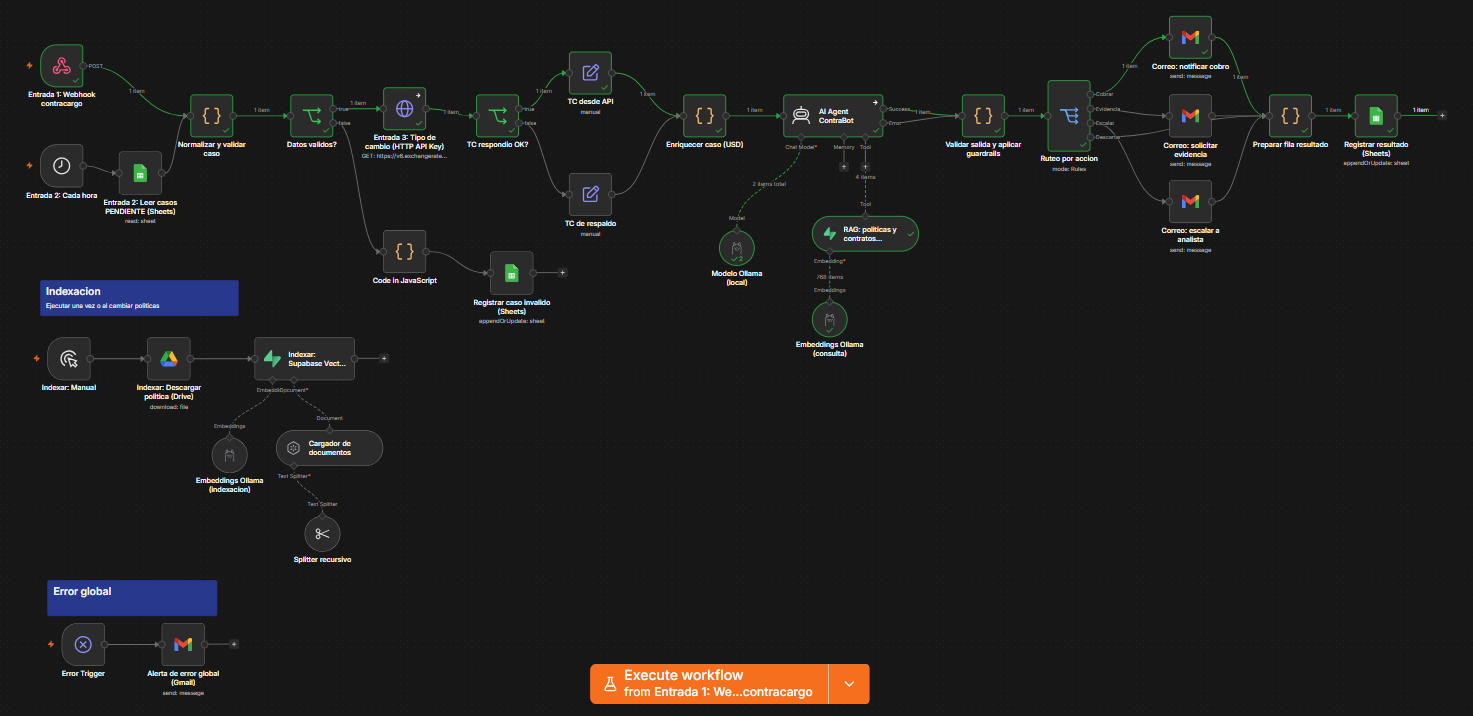 POST
Entrada 1: Webhook
contracargo
1 item
Entrada 2: Cada hora
Entrada 2: Leer casos
PENDIENTE (Sheets)
read: sheet
{}
Normalizar y validar
caso
1 item
Datos validos?
true
false
1 item
Entrada 3: Tipo de
cambio (HTTP API Key)
GET: https://v6.exchangerate...
1 item
TC respondio OK?
true
false
1 item
TC desde API
manual
1 item
TC de respaldo
manual
{}
Code in JavaScript
Registrar caso invalido
(Sheets)
appendOrUpdate: sheet
{}
Enriquecer caso (USD)
1 item
AI Agent
ContraBot
Success
Error
Chat Model*
Memory
Tool
1 item
2 items total
4 items
Model
Tool
Modelo Ollama
(local)
2
RAG: politicas y
contratos...
Embedding*
768 items
Embeddings
Embeddings Ollama
(consulta)
{}
Validar salida y aplicar
guardrails
1 item
Ruteo por accion
mode: Rules
Cobrar
Evidencia
Escalar
Descartar
1 item
Correo: notificar cobro
send: message
1 item
Correo: solicitar
evidencia
send: message
Correo: escalar a
analista
send: message
{}
Preparar fila resultado
1 item
Registrar resultado
(Sheets)
appendOrUpdate: sheet
1 item
Indexacion
Ejecutar una vez o al cambiar politicas
Indexar: Manual
Indexar: Descargar
politica (Drive)
download: file
Indexar:
Supabase Vect...
Document*
Embeddings
Document
Embeddings Ollama
(indexacion)
Cargador de
documentos
Text Splitter*
Text Splitter
Splitter recursivo
Error global
Error Trigger
Alerta de error global
(Gmail)
send: message
Execute workflow
from Entrada 1: We...contracargo